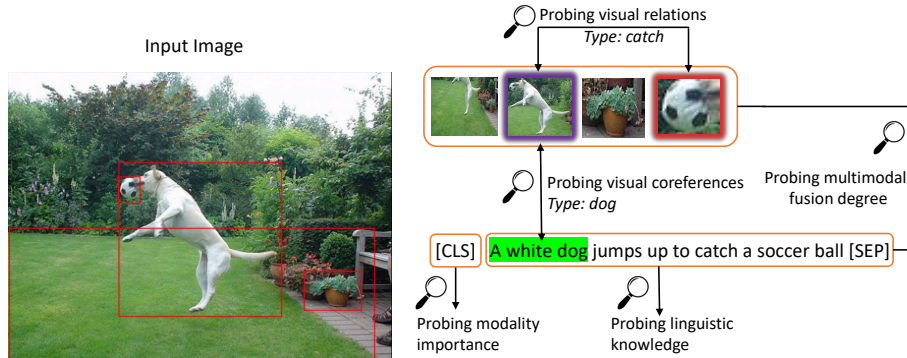 Input Image
Probing visual relations
Type: catch
Probing visual coreferences
Type: dog
Probing multimodal
fusion degree
[CLS] A white dog jumps up to catch a soccer ball [SEP]
Probing modality
importance
Probing linguistic
knowledge